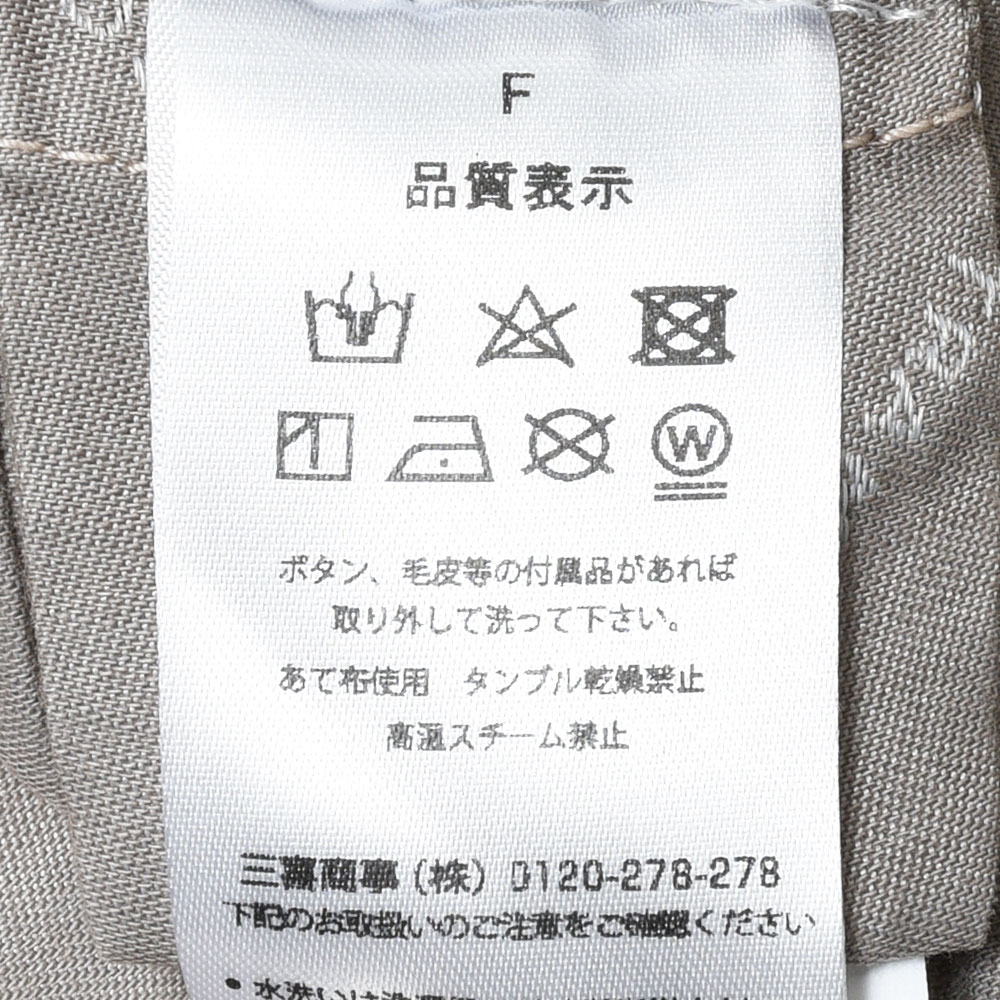 F
品質表示
W
ボタン、毛皮等の付属品があれば
取り外して洗って下さい。
あて布使用 タンブル乾燥禁止
高温スチーム禁止
三喜商事(株) 0120-278-278
下記のお取扱いのご注意をご確認ください